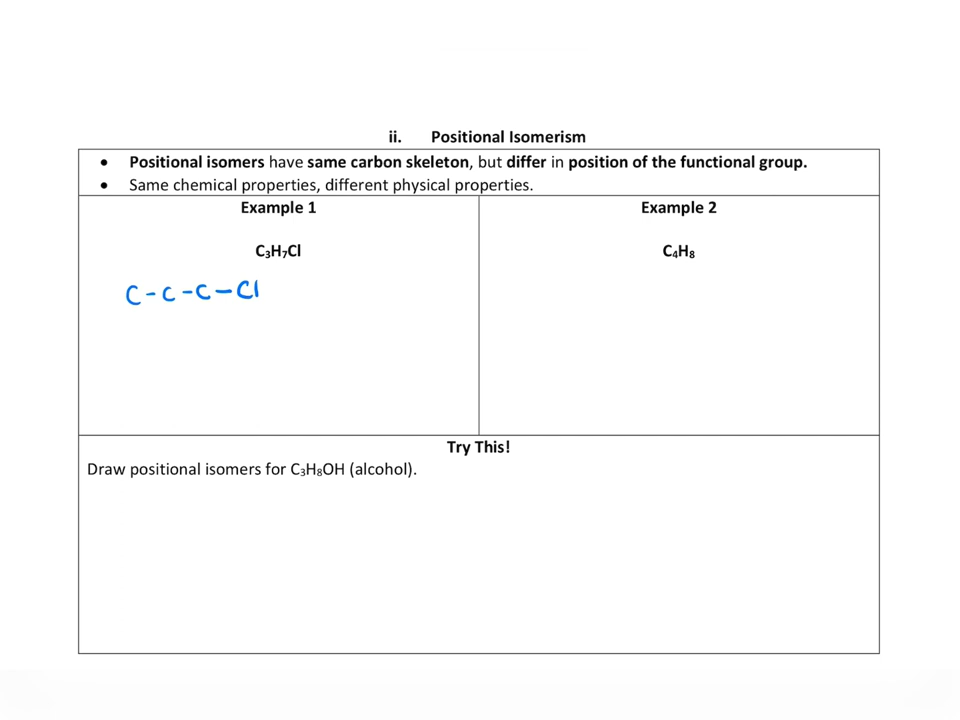 ii. Positional Isomerism
• Positional isomers have same carbon skeleton, but differ in position of the functional group.
• Same chemical properties, different physical properties.
Example 1
C₃H₇Cl
C-C-C-Cl
Example 2
C₄H₈
Try This!
Draw positional isomers for C₃H₈OH (alcohol).